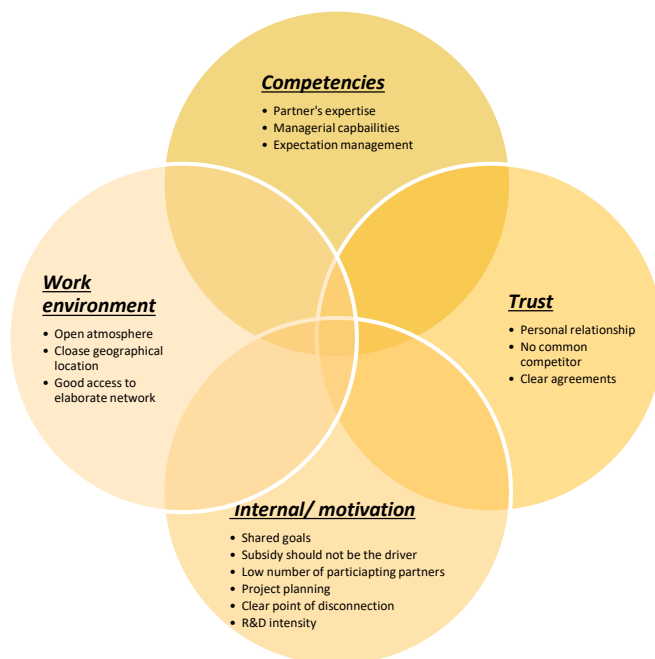 Competencies
• Partner's expertise
• Managerial capbailities
• Expectation management
Work
environment
• Open atmosphere
• Cloase geographical
location
• Good access to
elaborate network
Trust
• Personal relationship
• No common
competitor
• Clear agreements
Internal/ motivation
• Shared goals
• Subsidy should not be the driver
• Low number of particiapting partners
• Project planning
• Clear point of disconnection
• R&D intensity